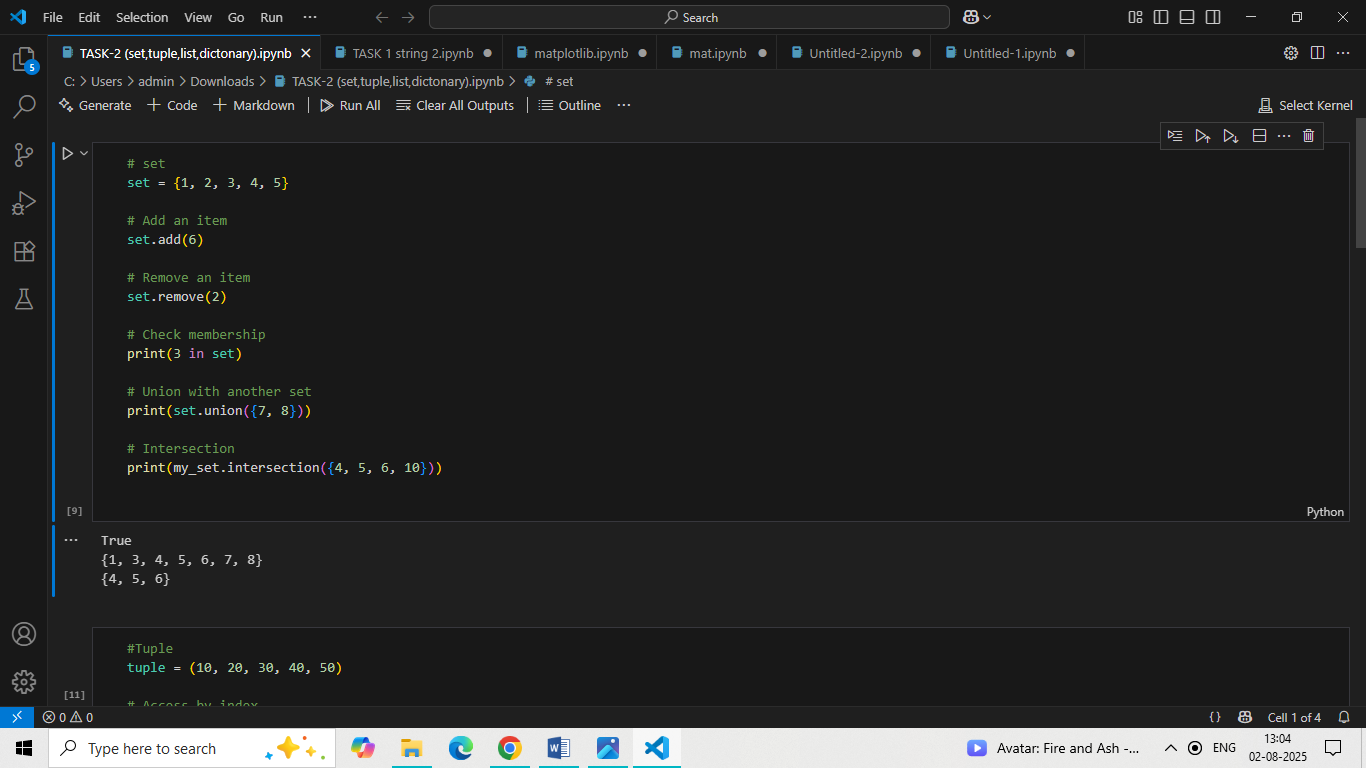 File Edit Selection View Go Run ··· Search
TASK-2 (set,tuple,list,dictonary).ipynb TASK 1 string 2.ipynb matplotlib.ipynb mat.ipynb Untitled-2.ipynb Untitled-1.ipynb
C: > Users > admin > Downloads > TASK-2 (set,tuple,list,dictonary).ipynb > # set
Generate + Code + Markdown | Run All Clear All Outputs | Outline ··· Select Kernel
5
# set
set = {1, 2, 3, 4, 5}
# Add an item
set.add(6)
# Remove an item
set.remove(2)
# Check membership
print(3 in set)
# Union with another set
print(set.union({7, 8}))
# Intersection
print(my_set.intersection({4, 5, 6, 10}))
[9] Python
True
{1, 3, 4, 5, 6, 7, 8}
{4, 5, 6}
#Tuple
tuple = (10, 20, 30, 40, 50)
[11]
# Access by index
0 0 {} Cell 1 of 4
Type here to search Avatar: Fire and Ash -... ENG 13:04
02-08-2025